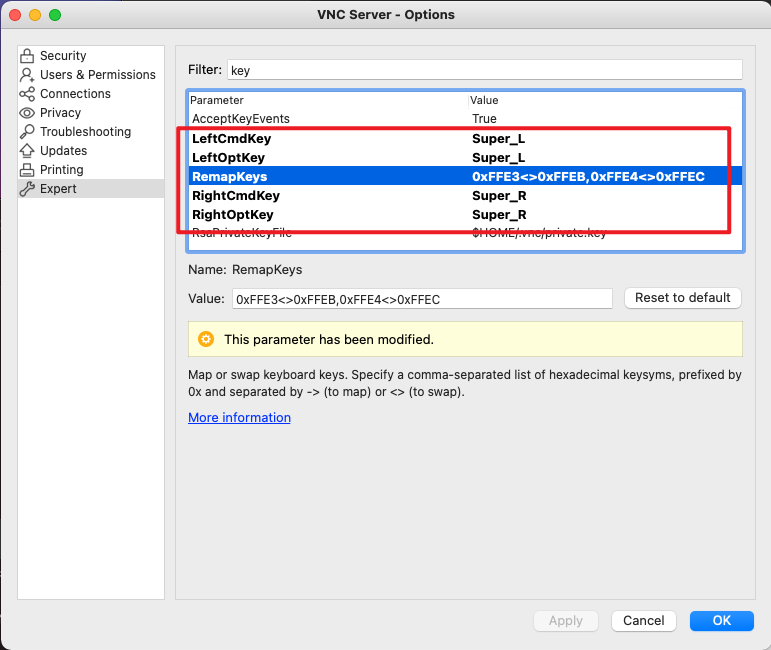 VNC Server - Options
Security
Users & Permissions
Connections
Privacy
Troubleshooting
Updates
Printing
Expert
Filter: key
Parameter Value
AcceptKeyEvents True
LeftCmdKey Super_L
LeftOptKey Super_L
RemapKeys 0xFFE3<>0xFFEB,0xFFE4<>0xFFEC
RightCmdKey Super_R
RightOptKey Super_R
RsaPrivateKeyFile $HOME/.vnc/private.key
Name: RemapKeys
Value: 0xFFE3<>0xFFEB,0xFFE4<>0xFFEC Reset to default
This parameter has been modified.
Map or swap keyboard keys. Specify a comma-separated list of hexadecimal keysyms, prefixed by
0x and separated by -> (to map) or <> (to swap).
More information
Apply Cancel OK